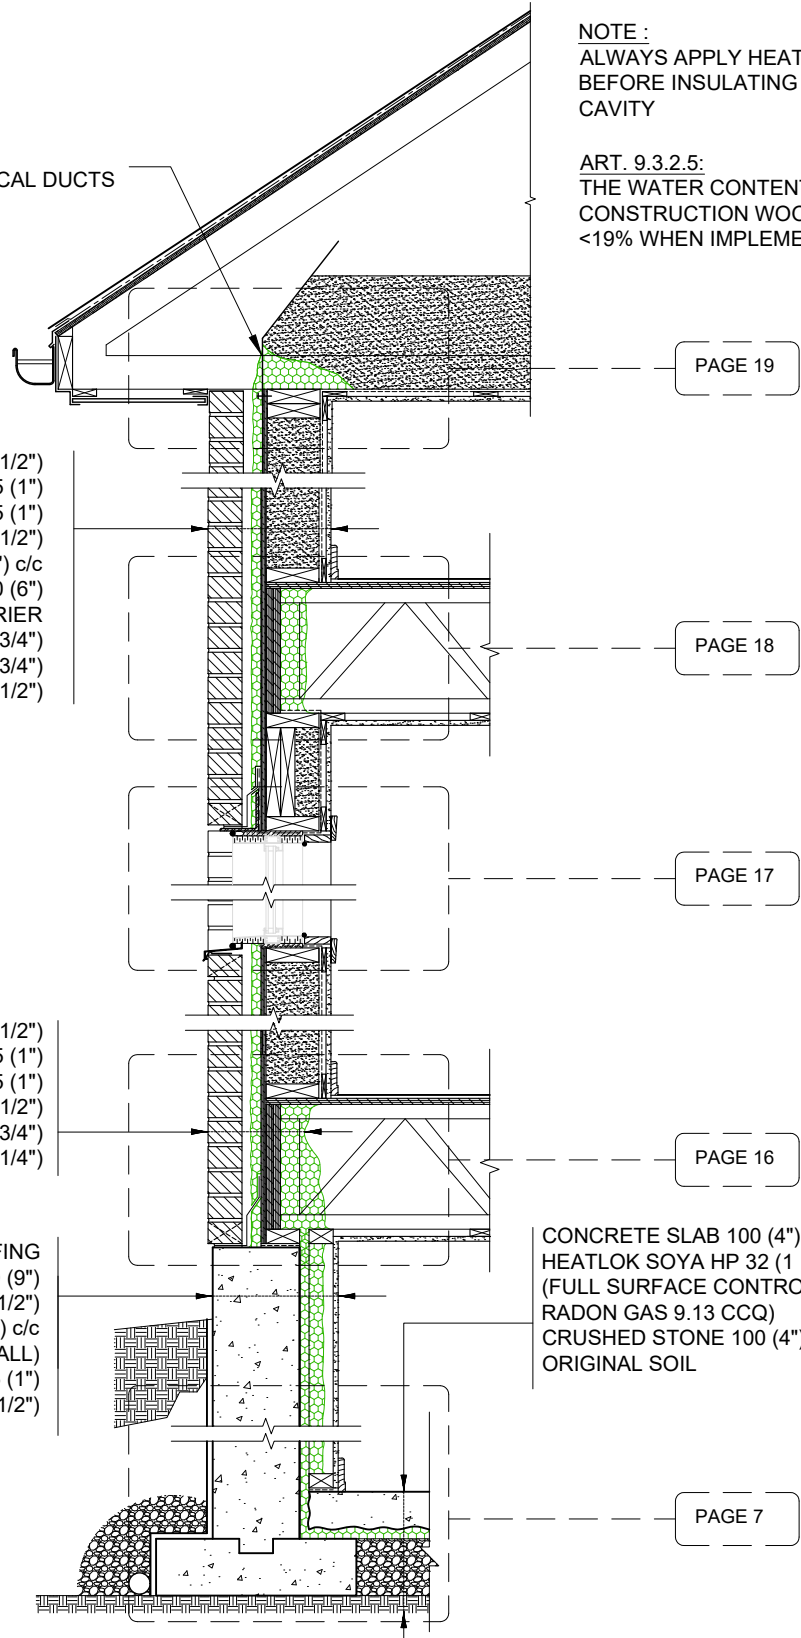 NOTE :
ALWAYS APPLY HEAT
BEFORE INSULATING
CAVITY
ART. 9.3.2.5:
THE WATER CONTENT
CONSTRUCTION WOO
<19% WHEN IMPLEME
CAL DUCTS
PAGE 19
1/2")
5 (1")
5 (1")
1/2")
") c/c
0 (6")
RIER
3/4")
3/4")
1/2")
PAGE 18
PAGE 17
1/2")
5 (1")
5 (1")
1/2")
3/4")
1/4")
PAGE 16
FING
(9")
1/2")
) c/c
ALL)
(1")
1/2")
CONCRETE SLAB 100 (4")
HEATLOK SOYA HP 32 (1
(FULL SURFACE CONTRO
RADON GAS 9.13 CCQ)
CRUSHED STONE 100 (4")
ORIGINAL SOIL
PAGE 7